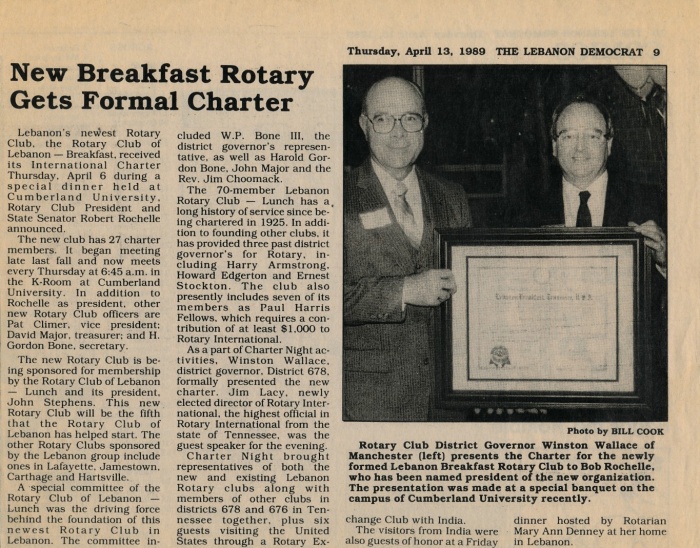 Thursday, April 13, 1989 THE LEBANON DEMOCRAT 9
New Breakfast Rotary
Gets Formal Charter
Lebanon's newest Rotary
Club, the Rotary Club of
Lebanon — Breakfast, received
its International Charter
Thursday, April 6 during a
special dinner held at
Cumberland University,
Rotary Club President and
State Senator Robert Rochelle
announced.
The new club has 27 charter
members. It began meeting
late last fall and now meets
every Thursday at 6:45 a.m. in
the K-Room at Cumberland
University. In addition to
Rochelle as president, other
new Rotary Club officers are
Pat Climer, vice president;
David Major, treasurer; and H.
Gordon Bone, secretary.
The new Rotary Club is be-
ing sponsored for membership
by the Rotary Club of Lebanon
— Lunch and its president,
John Stephens. This new
Rotary Club will be the fifth
that the Rotary Club of
Lebanon has helped start. The
other Rotary Clubs sponsored
by the Lebanon group include
ones in Lafayette, Jamestown,
Carthage and Hartsville.
A special committee of the
Rotary Club of Lebanon —
Lunch was the driving force
behind the foundation of this
newest Rotary Club in
Lebanon. The committee in-
cluded W.P. Bone III, the
district governor's represen-
tative, as well as Harold Gor-
don Bone, John Major and the
Rev. Jim Choomack.
The 70-member Lebanon
Rotary Club — Lunch has a
long history of service since be-
ing chartered in 1925. In addi-
tion to founding other clubs, it
has provided three past district
governor's for Rotary, in-
cluding Harry Armstrong,
Howard Edgerton and Ernest
Stockton. The club also
presently includes seven of its
members as Paul Harris
Fellows, which requires a con-
tribution of at least $1,000 to
Rotary International.
As a part of Charter Night ac-
tivities, Winston Wallace,
district governor, District 678,
formally presented the new
charter. Jim Lacy, newly
elected director of Rotary Inter-
national, the highest official in
Rotary International from the
state of Tennessee, was the
guest speaker for the evening.
Charter Night brought
representatives of both the
new and existing Lebanon
Rotary clubs along with
members of other clubs in
districts 678 and 676 in Ten-
nessee together, plus six
guests visiting the United
States through a Rotary Ex-
Lebanon Breakfast, Tennessee, U.S.A.
Photo by BILL COOK
Rotary Club District Governor Winston Wallace of
Manchester (left) presents the Charter for the newly
formed Lebanon Breakfast Rotary Club to Bob Rochelle,
who has been named president of the new organization.
The presentation was made at a special banquet on the
campus of Cumberland University recently.
change Club with India.
The visitors from India were
also guests of honor at a Friday
dinner hosted by Rotarian
Mary Ann Denney at her home
in Lebanon.